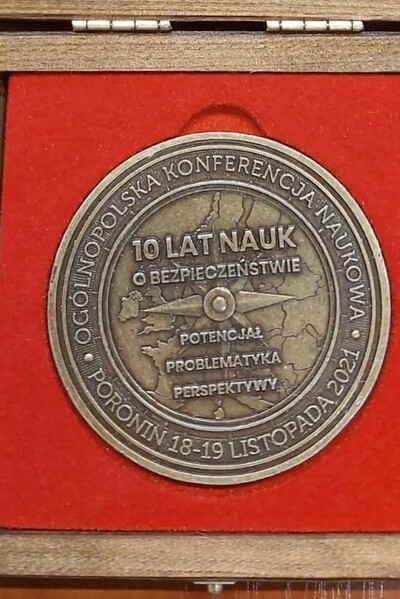 OGÓLNOPOLSKA KONFERENCJA NAUKOWA
10 LAT NAUK
O BEZPIECZEŃSTWIE
POTENCJAŁ
PROBLEMATYKA
PERSPEKTYWY
PORONIN 18-19 LISTOPADA 2021